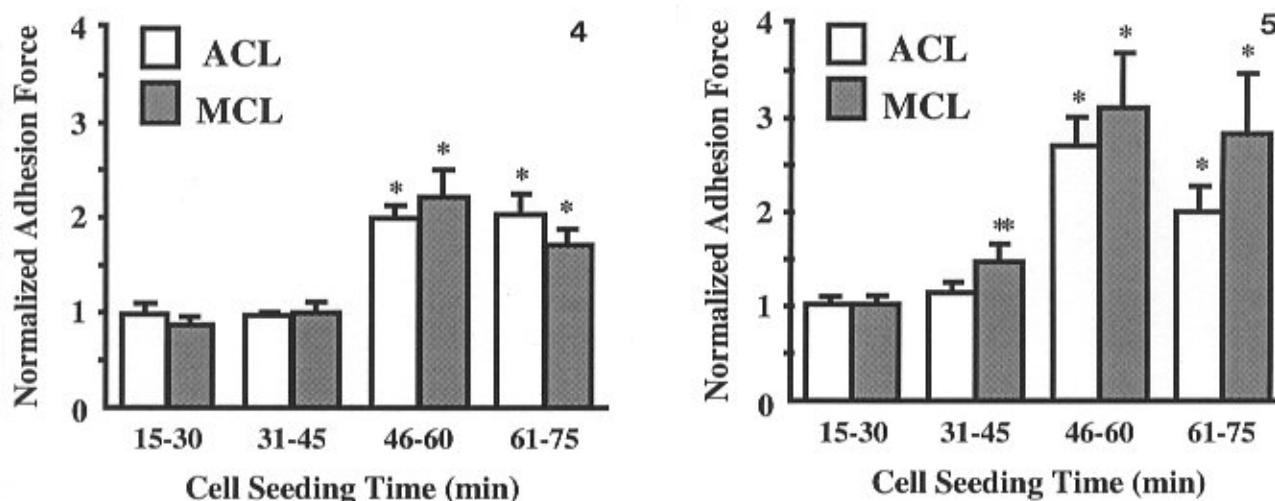 4
ACL
MCL
Normalized Adhesion Force
4
3
2
1
0
* * * *
15-30 31-45 46-60 61-75
Cell Seeding Time (min)
5
ACL
MCL
Normalized Adhesion Force
4
3
2
1
0
** * * * *
15-30 31-45 46-60 61-75
Cell Seeding Time (min)